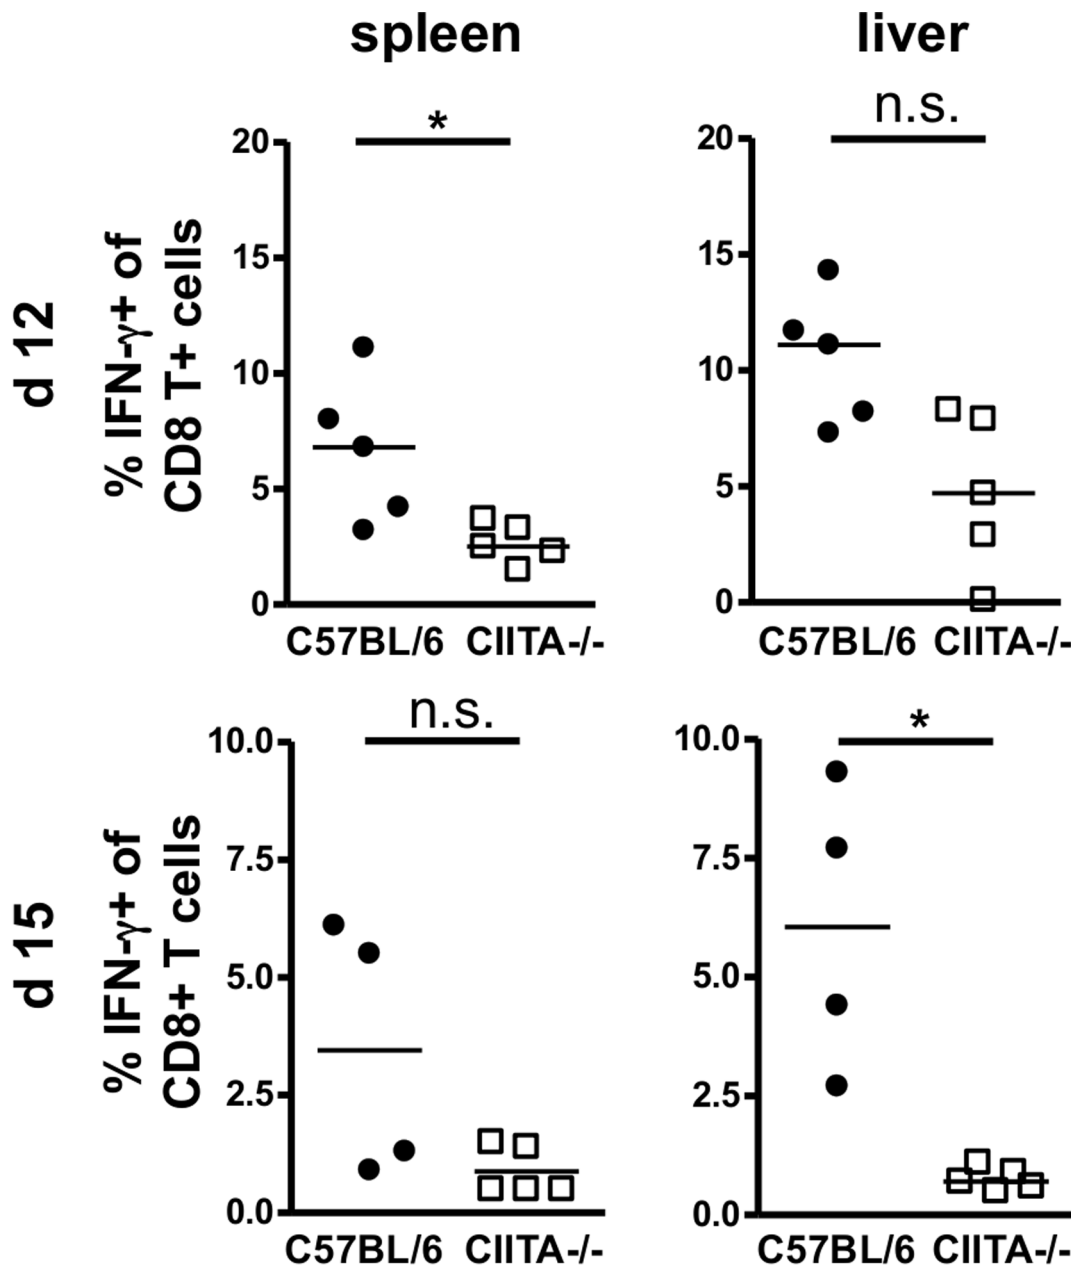 spleen
liver
d 12
% IFN-γ+ of
CD8 T+ cells
*
20
15
10
5
0
C57BL/6 CIITA-/-
n.s.
20
15
10
5
0
C57BL/6 CIITA-/-
d 15
% IFN-γ+ of
CD8+ T cells
n.s.
10.0
7.5
5.0
2.5
0.0
C57BL/6 CIITA-/-
*
10.0
7.5
5.0
2.5
0.0
C57BL/6 CIITA-/-